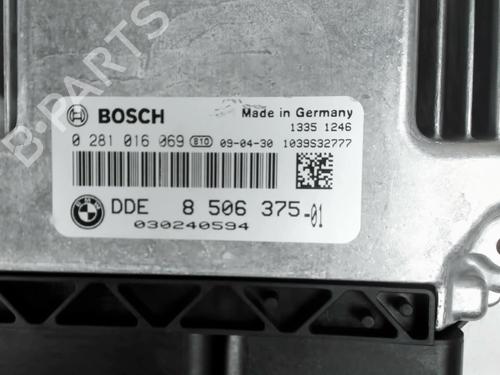 B-PARTS
BOSCH
Made in Germany
1335 1246
0 281 016 069 B10 09-04-30 1039S32777
BMW
DDE 8 506 375-01
030240594